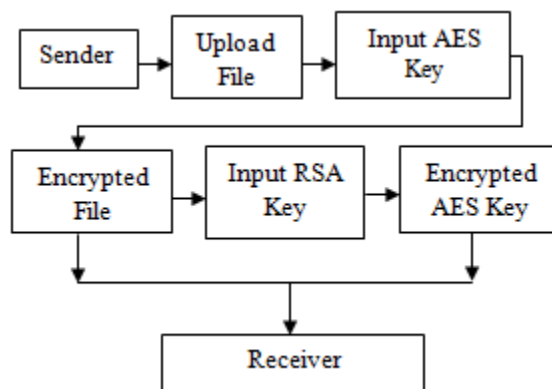 Sender
Upload
File
Input AES
Key
Encrypted
File
Input RSA
Key
Encrypted
AES Key
Receiver